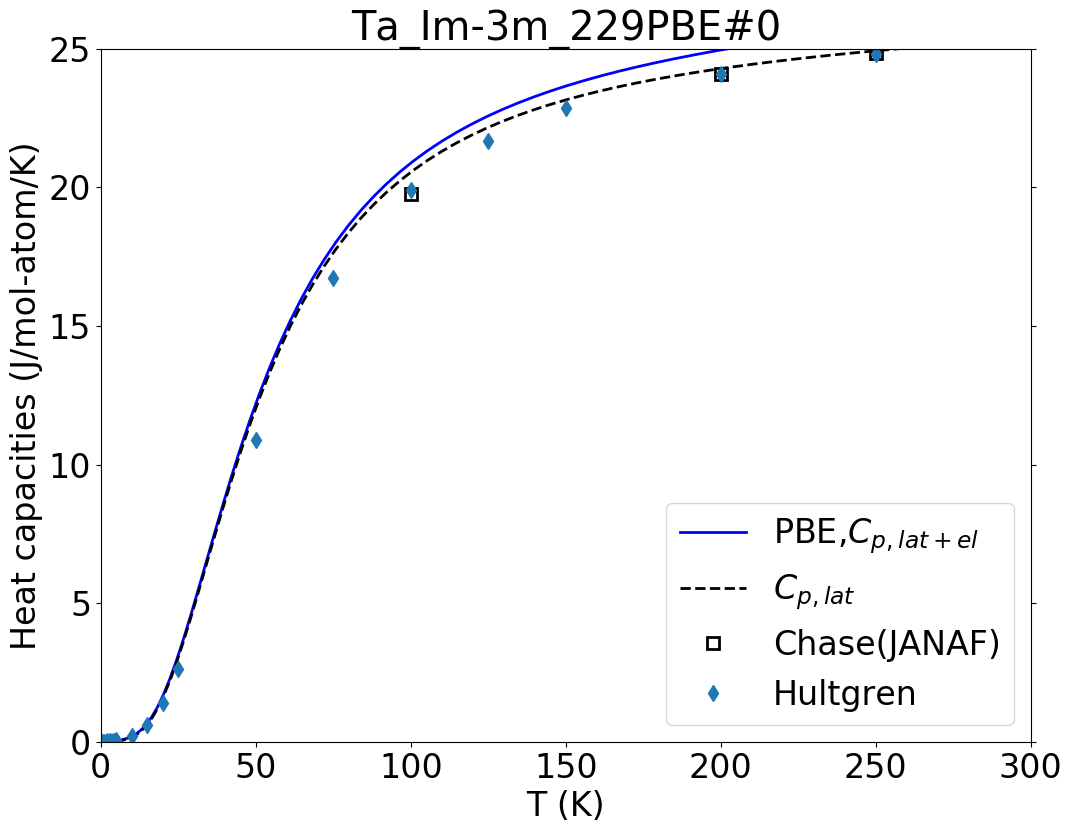 Ta_Im-3m_229PBE#0
Heat capacities (J/mol-atom/K)
25
20
15
10
5
0
0 50 100 150 200 250 300
T (K)
PBE,C_{p, lat+el}
C_{p, lat}
Chase(JANAF)
Hultgren